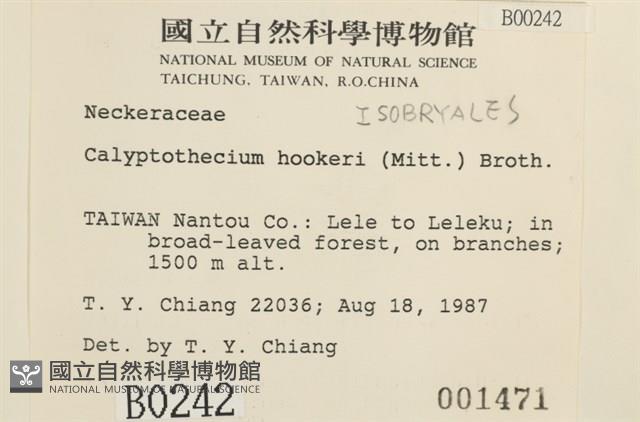 B00242
國立自然科學博物館
NATIONAL MUSEUM OF NATURAL SCIENCE
TAICHUNG, TAIWAN, R.O.CHINA
Neckeraceae
ISOBRYALES
Calyptothecium hookeri (Mitt.) Broth.
TAIWAN Nantou Co.: Lele to Leleku; in
broad-leaved forest, on branches;
1500 m alt.
T. Y. Chiang 22036; Aug 18, 1987
Det. by T. Y. Chiang
國立自然科學博物館
NATIONAL MUSEUM OF NATURAL SCIENCE
B0242
001471